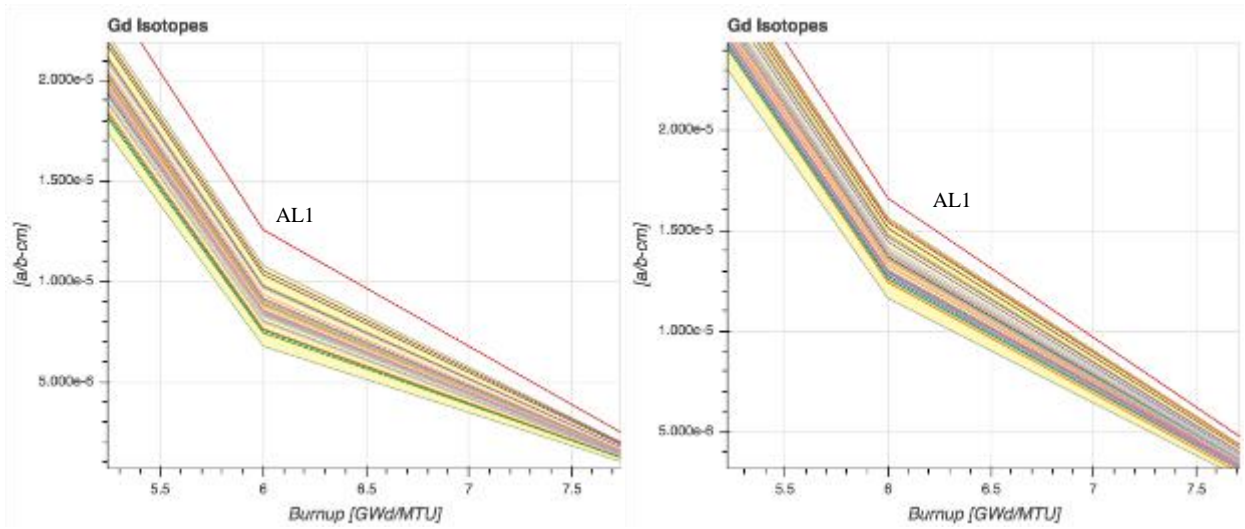 Gd Isotopes
2.000e-5
1.500e-5
1.000e-5
5.000e-6
[a/b-cm]
AL1
5.5
6
6.5
7
7.5
Burnup [GWd/MTU]
Gd Isotopes
2.000e-5
1.500e-5
1.000e-5
5.000e-6
[a/b-cm]
AL1
5.5
6
6.5
7
7.5
Burnup [GWd/MTU]